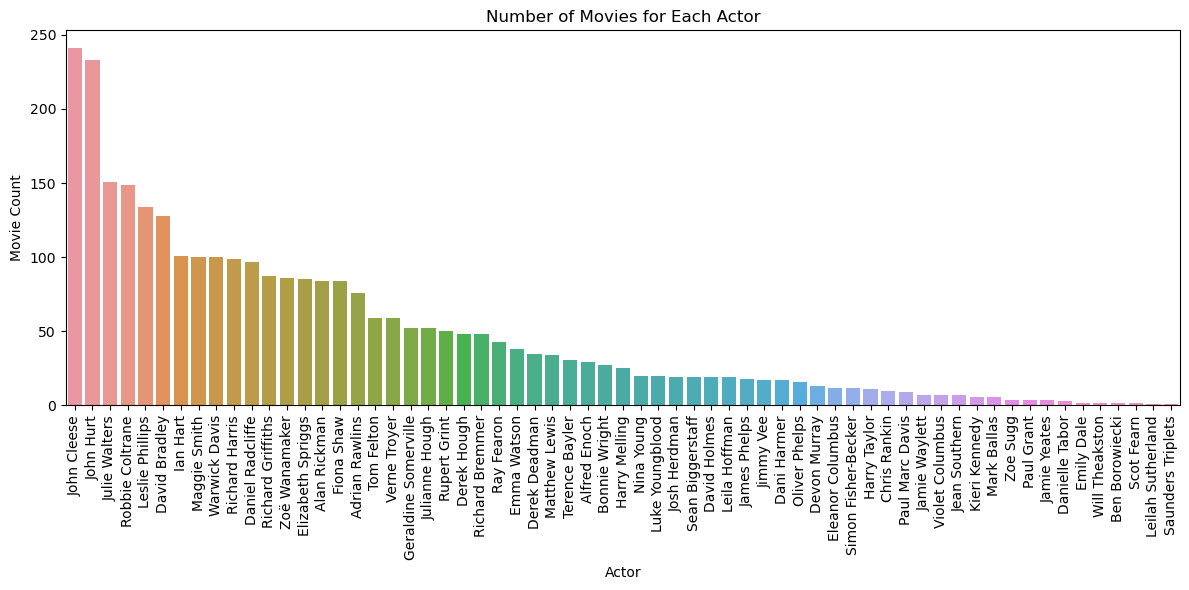 Number of Movies for Each Actor
Movie Count
250
200
150
100
50
0
John Cleese
John Hurt
Julie Walters
Robbie Coltrane
Leslie Phillips
David Bradley
Ian Hart
Maggie Smith
Warwick Davis
Richard Harris
Daniel Radcliffe
Richard Griffiths
Zoë Wanamaker
Elizabeth Spriggs
Alan Rickman
Fiona Shaw
Adrian Rawlins
Tom Felton
Verne Troyer
Geraldine Somerville
Julianne Hough
Rupert Grint
Derek Hough
Richard Bremmer
Ray Fearon
Emma Watson
Derek Deadman
Matthew Lewis
Terence Bayler
Alfred Enoch
Bonnie Wright
Harry Melling
Nina Young
Luke Youngblood
Josh Herdman
Sean Biggerstaff
David Holmes
Leila Hoffman
James Phelps
Jimmy Vee
Dani Harmer
Oliver Phelps
Devon Murray
Eleanor Columbus
Simon Fisher-Becker
Harry Taylor
Chris Rankin
Paul Marc Davis
Jamie Waylett
Violet Columbus
Jean Southern
Kieri Kennedy
Mark Ballas
Zoe Sugg
Paul Grant
Jamie Yeates
Danielle Tabor
Emily Dale
Will Theakston
Ben Borowiecki
Scot Fearn
Leilah Sutherland
Saunders Triplets
Actor